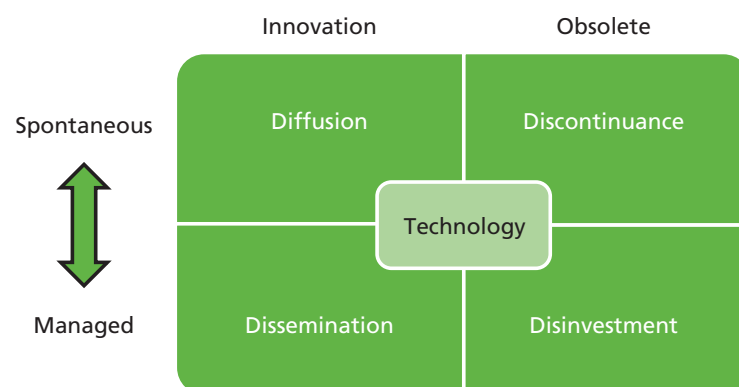 Innovation Obsolete
Spontaneous Diffusion Discontinuance
Technology
Managed Dissemination Disinvestment